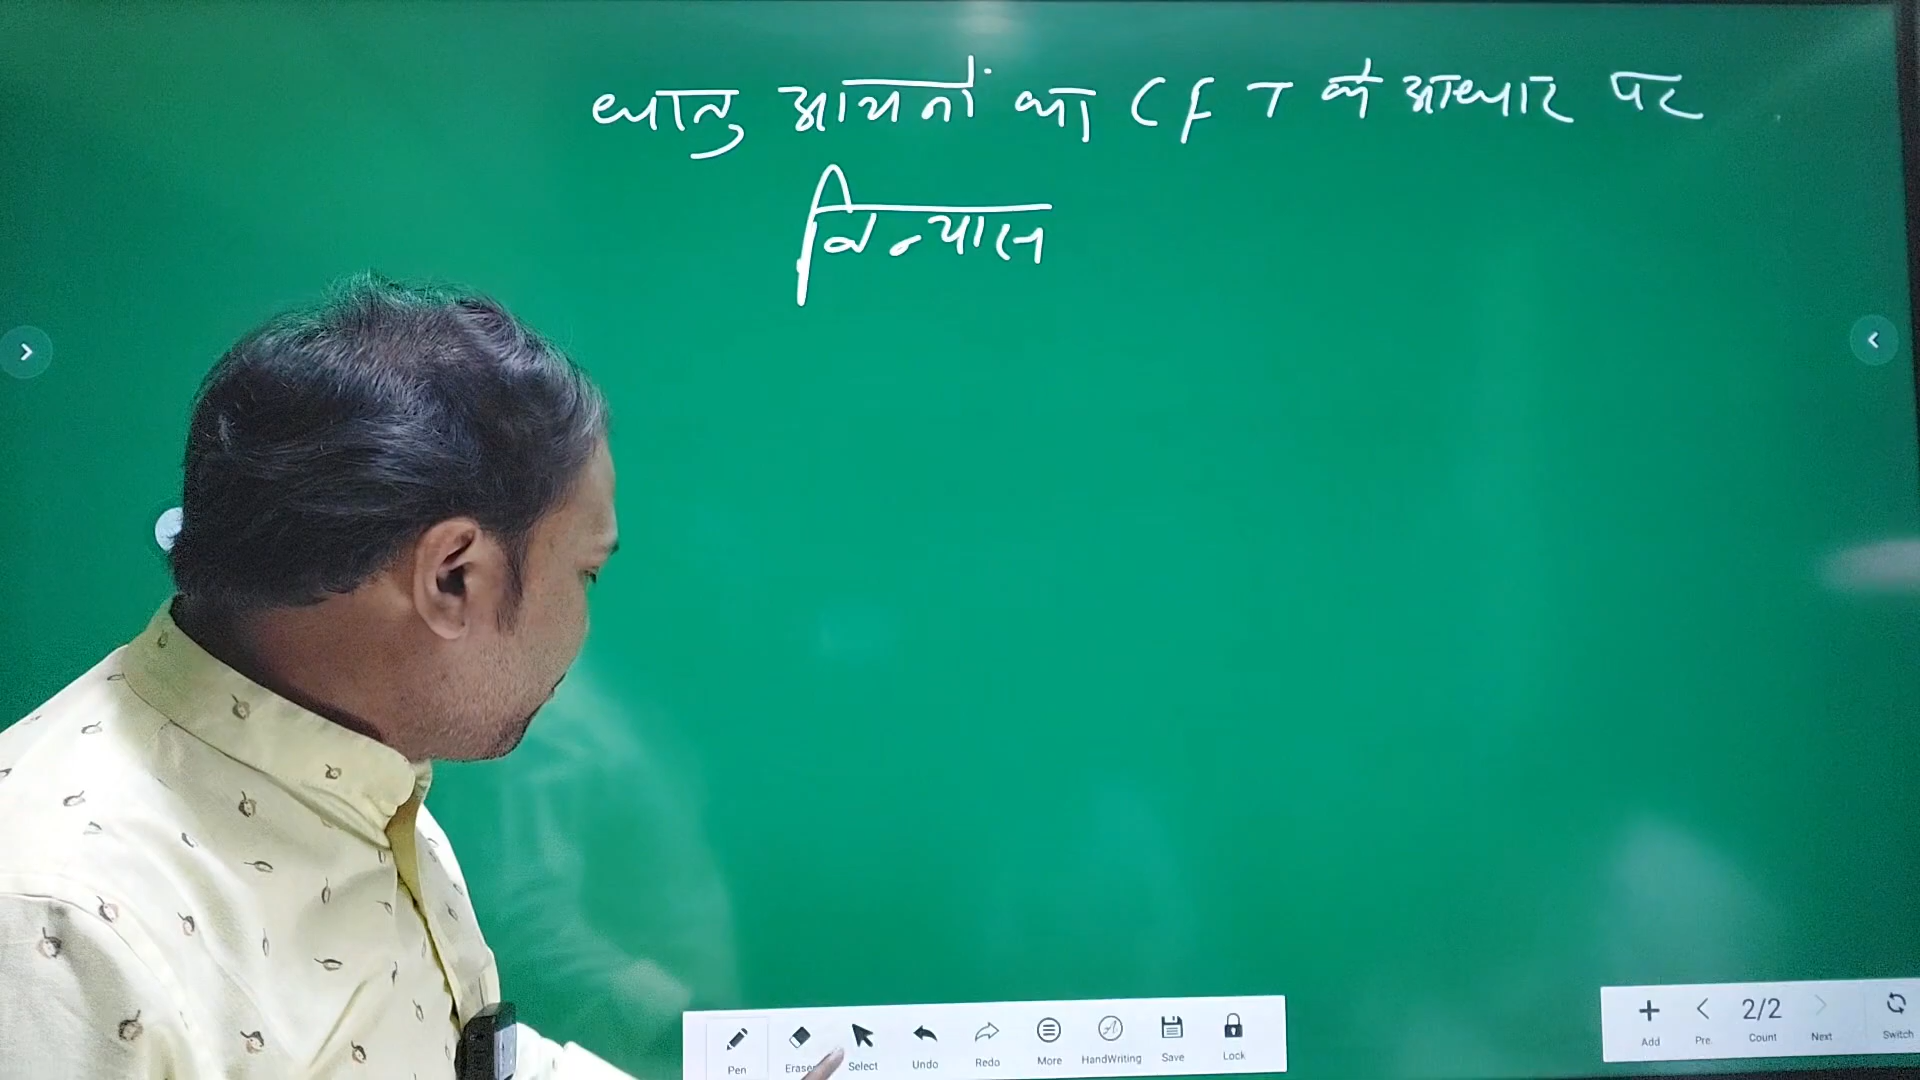 धातु आयनों का CFT के आधार पर
विन्यास
Pen Eraser Select Undo Redo More HandWriting Save Lock
Add Pre. 2/2 Count Next Switch